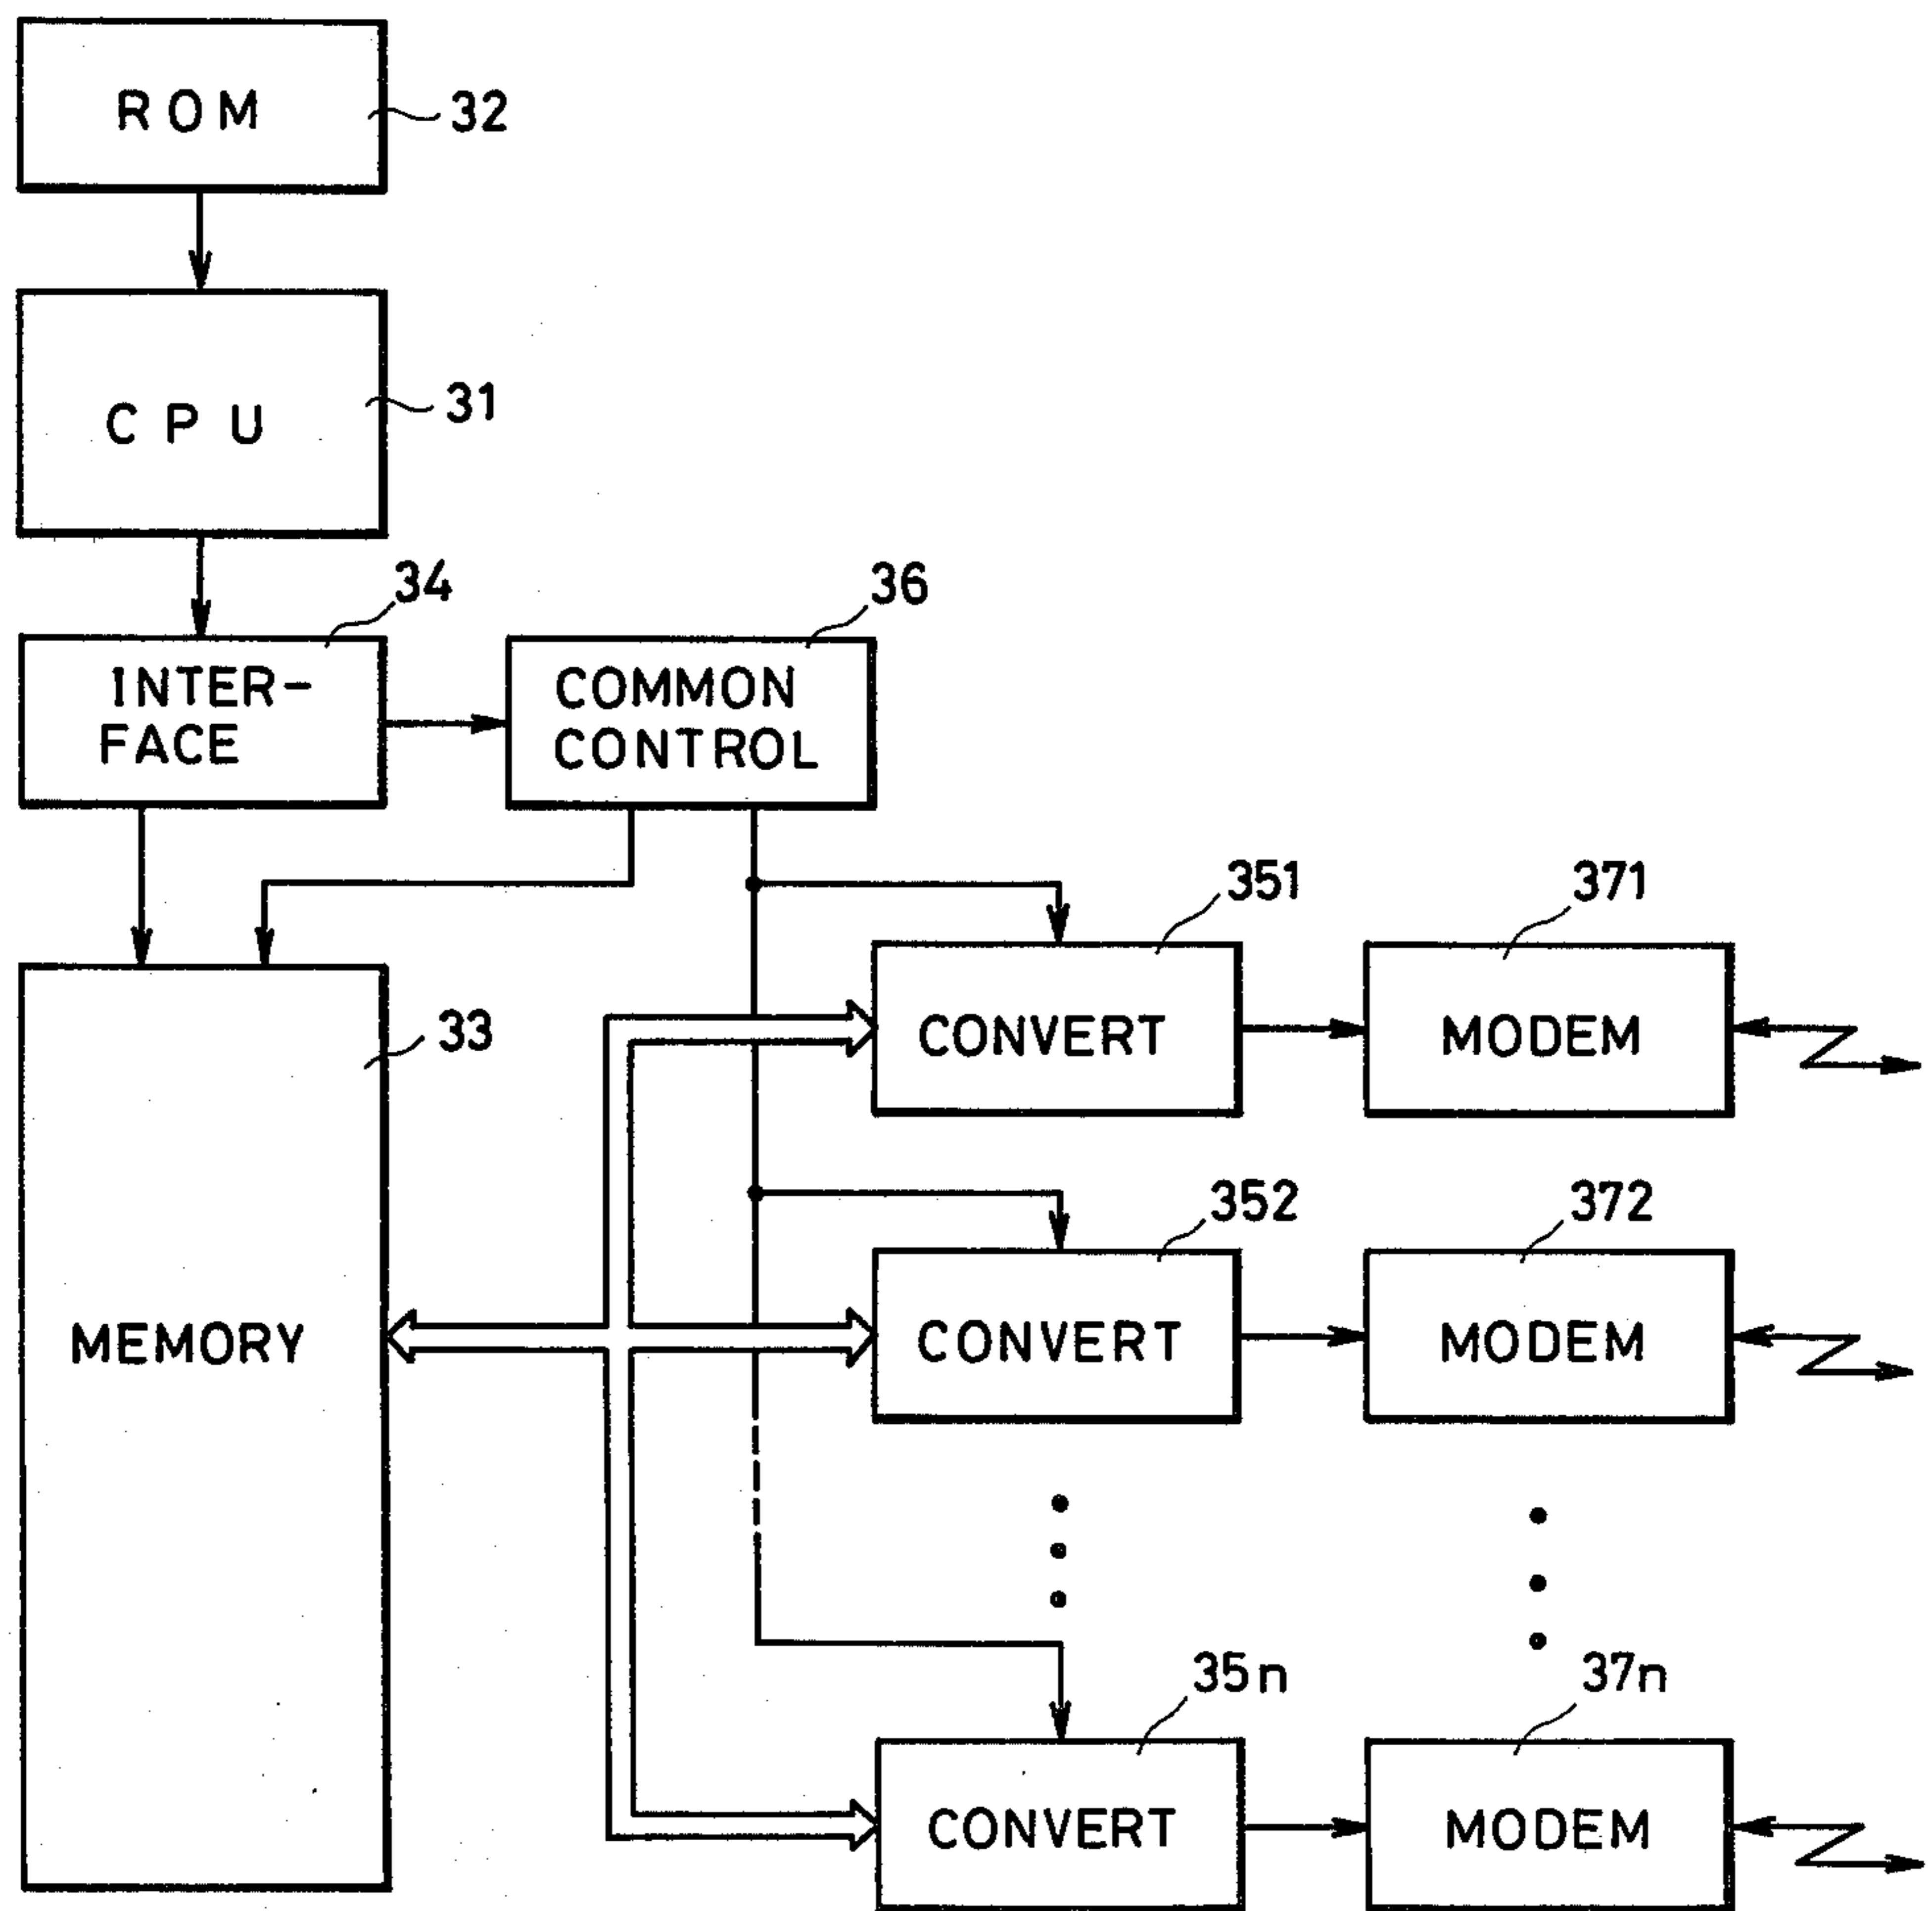 ROM
32
CPU
31
34
36
INTER-
FACE
COMMON
CONTROL
351
371
33
CONVERT
MODEM
352
372
MEMORY
CONVERT
MODEM
35n
37n
CONVERT
MODEM